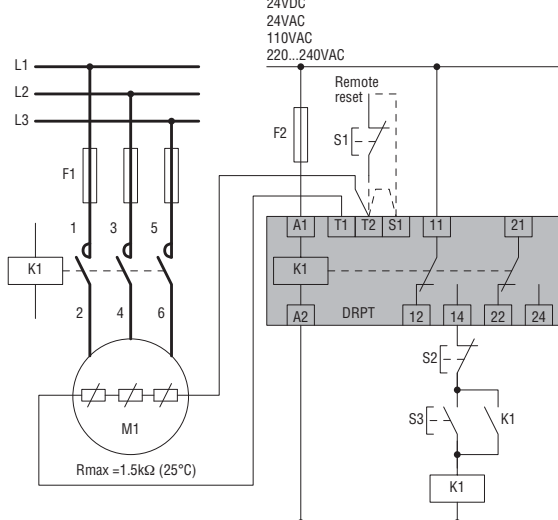 24VDC
24VAC
110VAC
220...240VAC
L1
L2
L3
Remote
reset
F2
S1
F1
1 3 5
A1 T1 T2 S1 11 21
K1
K1
2 4 6
A2 DRPT 12 14 22 24
S2
M1
S3 K1
Rmax =1.5kΩ (25°C)
K1